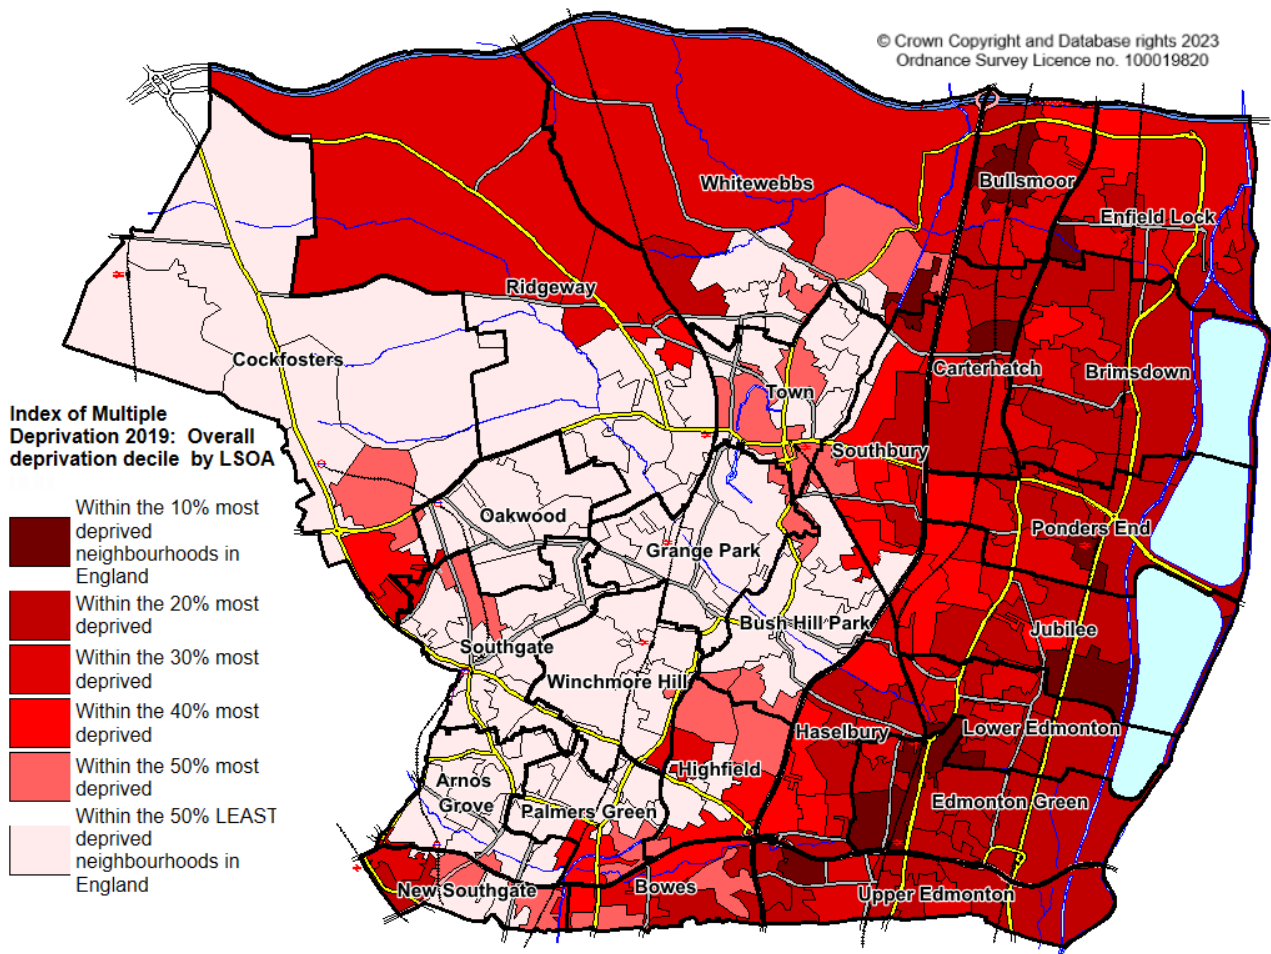 © Crown Copyright and Database rights 2023
Ordnance Survey Licence no. 100019820
Whitewebbs
Bullsmoor
Enfield Lock
Ridgeway
Cockfosters
Carterhatch
Brimsdown
Town
Southbury
Oakwood
Grange Park
Ponders End
Bush Hill Park
Jubilee
Southgate
Winchmore Hill
Haselbury
Lower Edmonton
Highfield
Arnos
Grove
Palmers Green
Edmonton Green
New Southgate
Bowes
Upper Edmonton
Index of Multiple
Deprivation 2019: Overall
deprivation decile by LSOA
Within the 10% most
deprived
neighbourhoods in
England
Within the 20% most
deprived
Within the 30% most
deprived
Within the 40% most
deprived
Within the 50% most
deprived
Within the 50% LEAST
deprived
neighbourhoods in
England